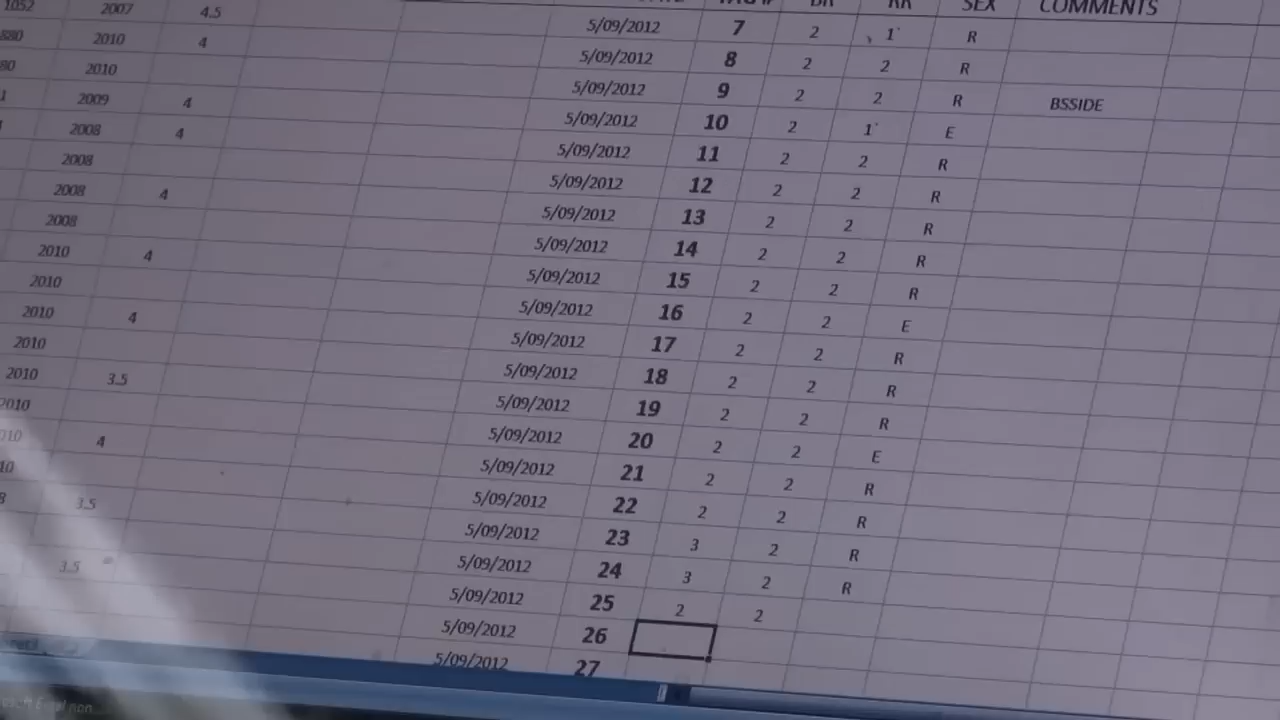 SEX COMMENTS
1052 2007 4.5 5/09/2012 7 2 1 R
880 2010 4 5/09/2012 8 2 2 R
80 2010 5/09/2012 9 2 2 R BSSIDE
1 2009 4 5/09/2012 10 2 1 E
2008 4 5/09/2012 11 2 2 R
2008 5/09/2012 12 2 2 R
2008 4 5/09/2012 13 2 2 R
2008 5/09/2012 14 2 2 R
2010 4 5/09/2012 15 2 2 R
2010 5/09/2012 16 2 2 E
2010 4 5/09/2012 17 2 2 R
2010 5/09/2012 18 2 2 R
2010 3.5 5/09/2012 19 2 2 R
2010 5/09/2012 20 2 2 E
010 4 5/09/2012 21 2 2 R
10 5/09/2012 22 2 2 R
3.5 5/09/2012 23 3 2 R
5/09/2012 24 3 2 R
3.5 5/09/2012 25 2 2
5/09/2012 26
5/09/2012 27